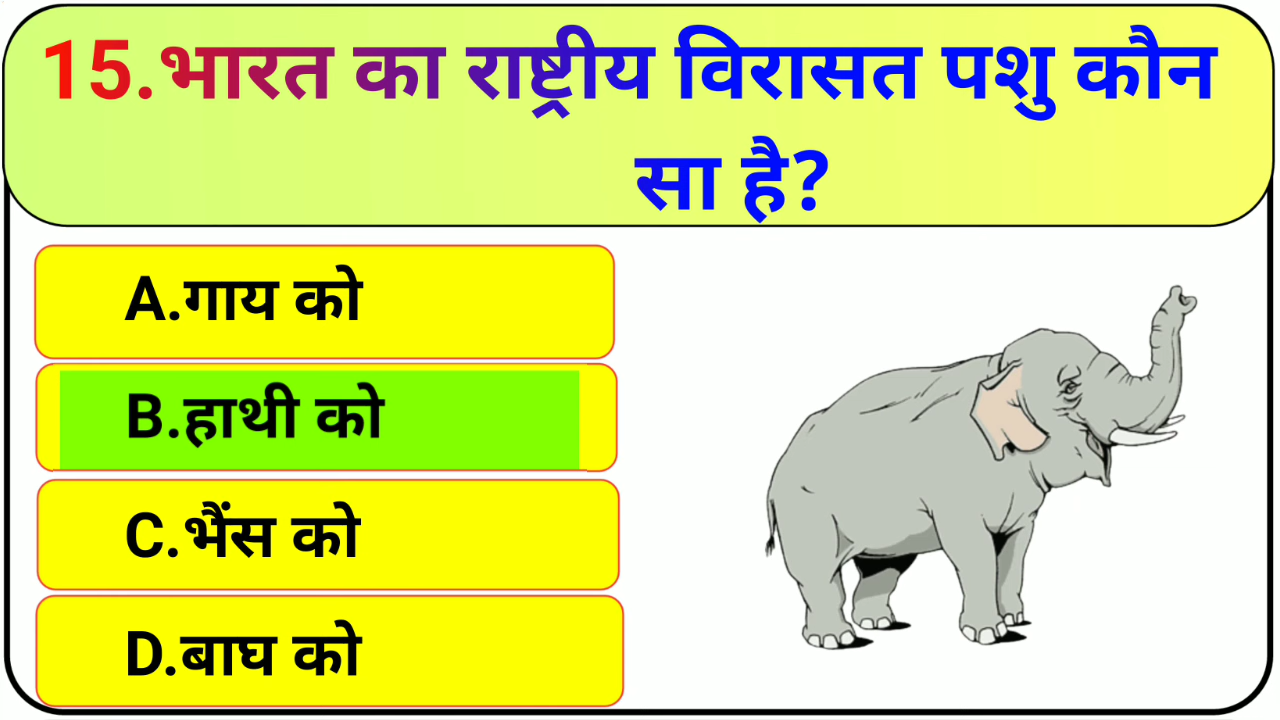 15.भारत का राष्ट्रीय विरासत पशु कौन
सा है?
A.गाय को
B.हाथी को
C.भैंस को
D.बाघ को